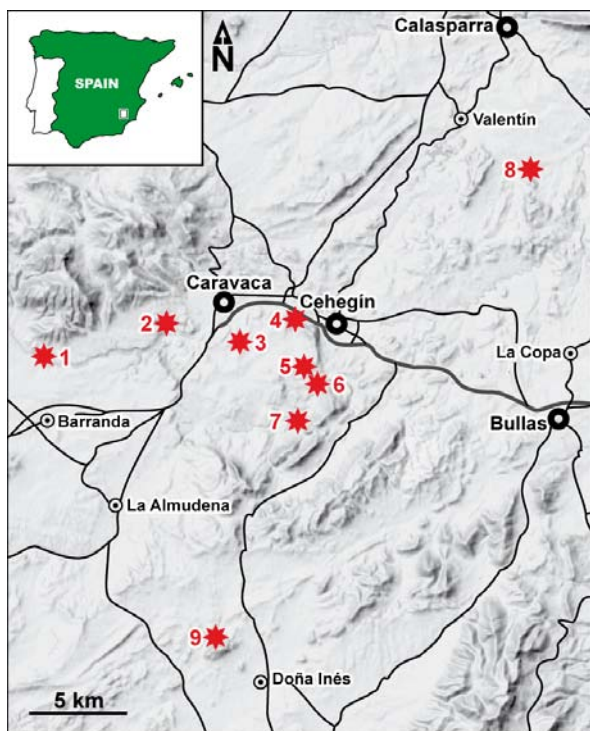 Calasparra
N
SPAIN
Valentín
8
Caravaca
Cehegín
2
4
3
1
La Copa
5
6
Barranda
7
Bullas
La Almudena
9
Doña Inés
5 km